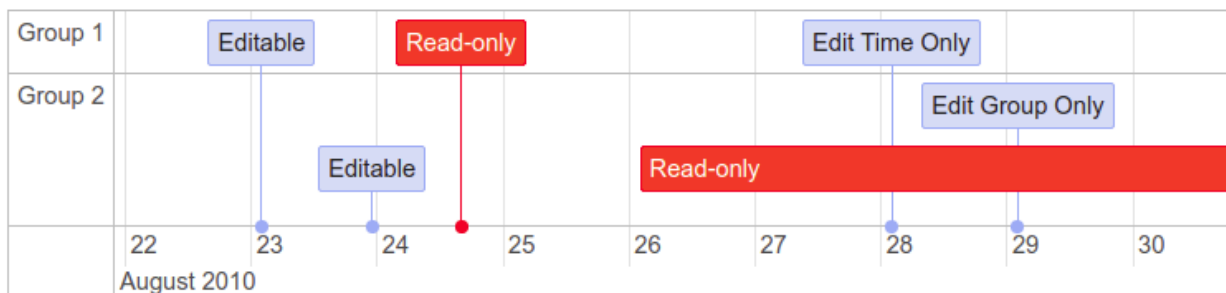 Group 1
Editable
Read-only
Edit Time Only
Group 2
Edit Group Only
Editable
Read-only
22 23 24 25 26 27 28 29 30
August 2010